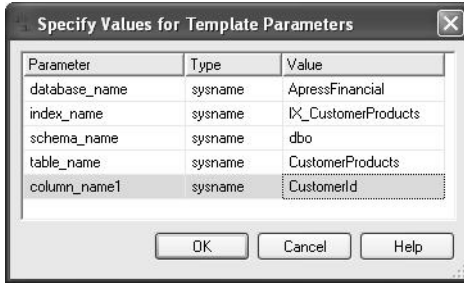 Specify Values for Template Parameters
Parameter Type Value
database_name sysname ApressFinancial
index_name sysname IX_CustomerProducts
schema_name sysname dbo
table_name sysname CustomerProducts
column_name1 sysname CustomerId
OK Cancel Help